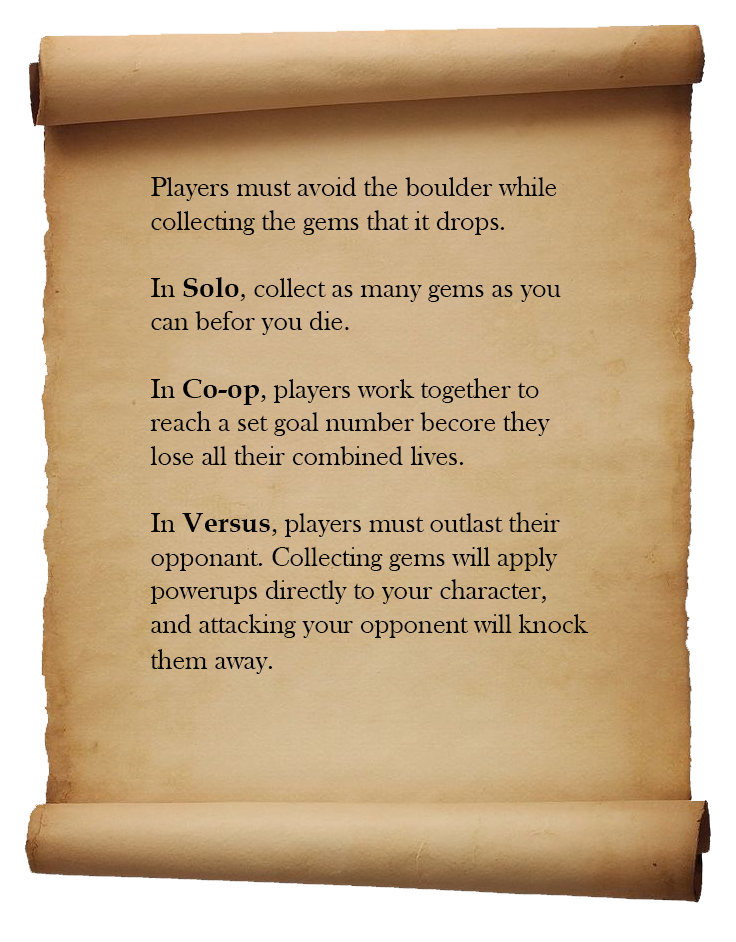 Players must avoid the boulder while
collecting the gems that it drops.
In Solo, collect as many gems as you
can befor you die.
In Co-op, players work together to
reach a set goal number becore they
lose all their combined lives.
In Versus, players must outlast their
opponant. Collecting gems will apply
powerups directly to your character,
and attacking your opponent will knock
them away.